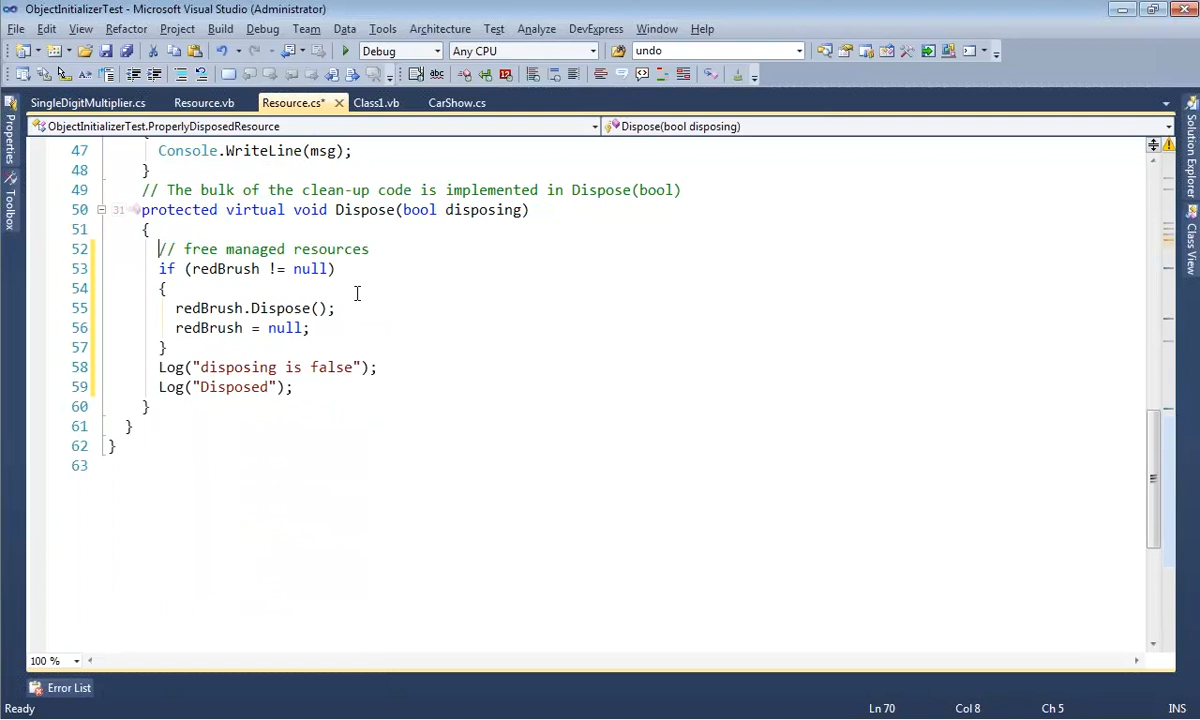 ObjectInitializerTest - Microsoft Visual Studio (Administrator)
File Edit View Refactor Project Build Debug Team Data Tools Architecture Test Analyze DevExpress Window Help
Debug Any CPU undo
SingleDigitMultiplier.cs Resource.vb Resource.cs* Class1.vb CarShow.cs
ObjectInitializerTest.ProperlyDisposedResource Dispose(bool disposing)
Properties
Toolbox
Solution Explorer
Class View
47 Console.WriteLine(msg);
48 }
49 // The bulk of the clean-up code is implemented in Dispose(bool)
50 31 protected virtual void Dispose(bool disposing)
51 {
52 // free managed resources
53 if (redBrush != null)
54 {
55 redBrush.Dispose();
56 redBrush = null;
57 }
58 Log("disposing is false");
59 Log("Disposed");
60 }
61 }
62 }
63
100 %
Error List
Ready Ln 70 Col 8 Ch 5 INS